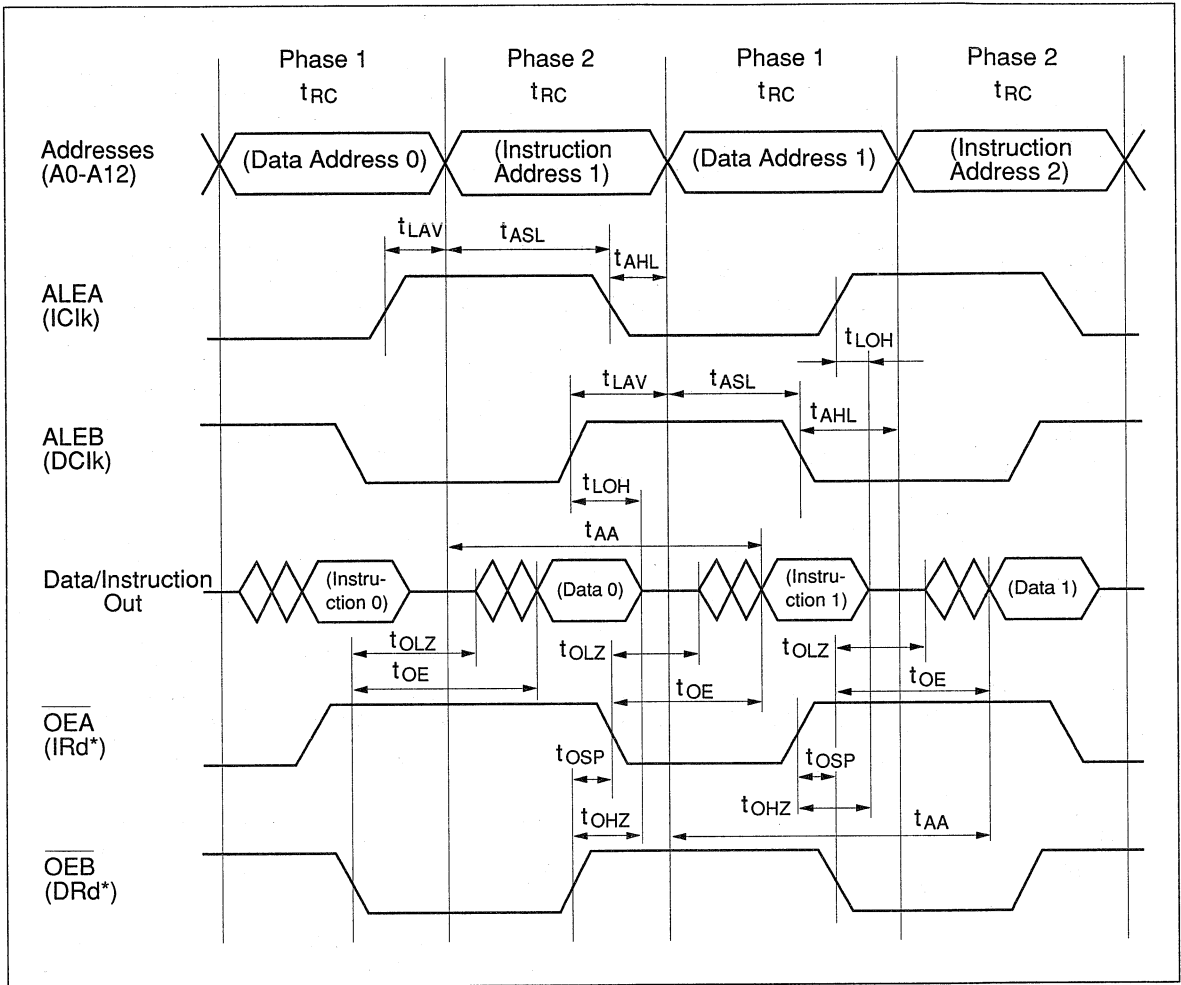 Phase 1 Phase 2 Phase 1 Phase 2
tRC tRC tRC tRC
Addresses
(A0-A12)
(Data Address 0)
(Instruction
Address 1)
(Data Address 1)
(Instruction
Address 2)
tLAV tASL
tAHL
ALEA
(IClk)
tLOH
tLAV tASL
tAHL
ALEB
(DClk)
tLOH
tAA
Data/Instruction
Out
(Instru-
ction 0)
(Data 0)
(Instru-
ction 1)
(Data 1)
tOLZ tOLZ tOLZ
tOE tOE tOE
OEA
(IRd*)
tOSP tOSP
tOHZ tOHZ tAA
OEB
(DRd*)